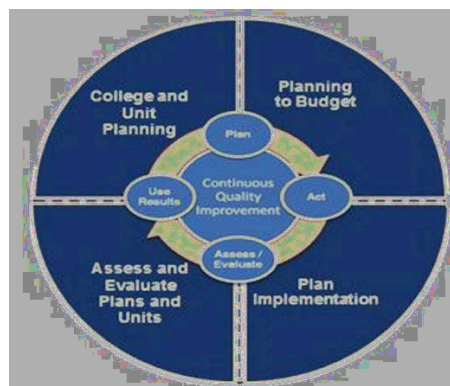 College and
Unit
Planning
Planning
to Budget
Plan
Use
Results
Continuous
Quality
Improvement
Act
Assess /
Evaluate
Assess and
Evaluate
Plans and
Units
Plan
Implementation